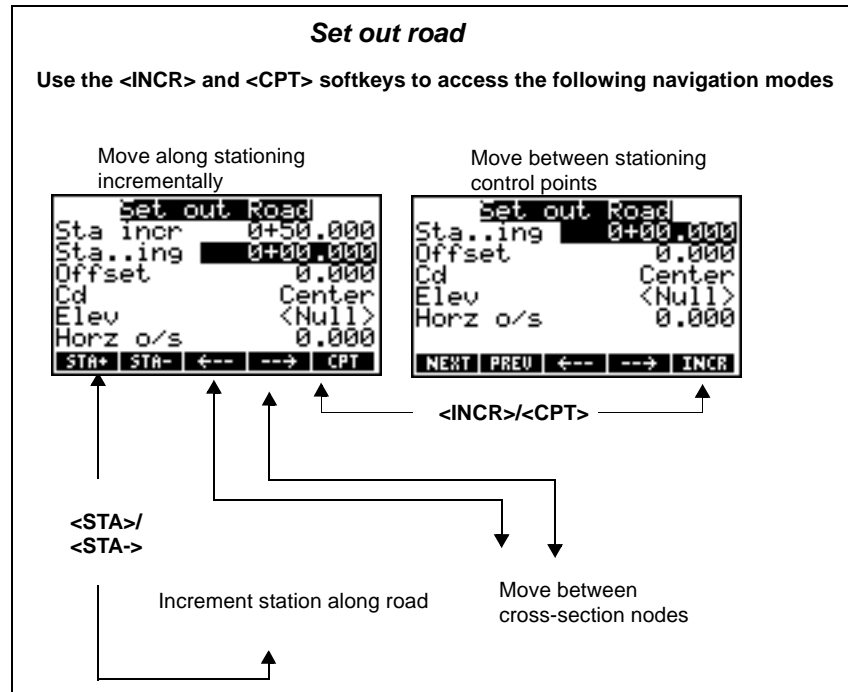 Set out road
Use the <INCR> and <CPT> softkeys to access the following navigation modes
Move along stationing
incrementally
Set out Road
Sta incr 0+50.000
Sta..ing 0+00.000
Offset 0.000
Cd Center
Elev <Null>
Horz o/s 0.000
STA+ STA- <--- ---> CPT
Move between stationing
control points
Set out Road
Sta..ing 0+00.000
Offset 0.000
Cd Center
Elev <Null>
Horz o/s 0.000
NEXT PREV <--- ---> INCR
<INCR>/<CPT>
<STA>/
<STA->
Increment station along road
Move between
cross-section nodes